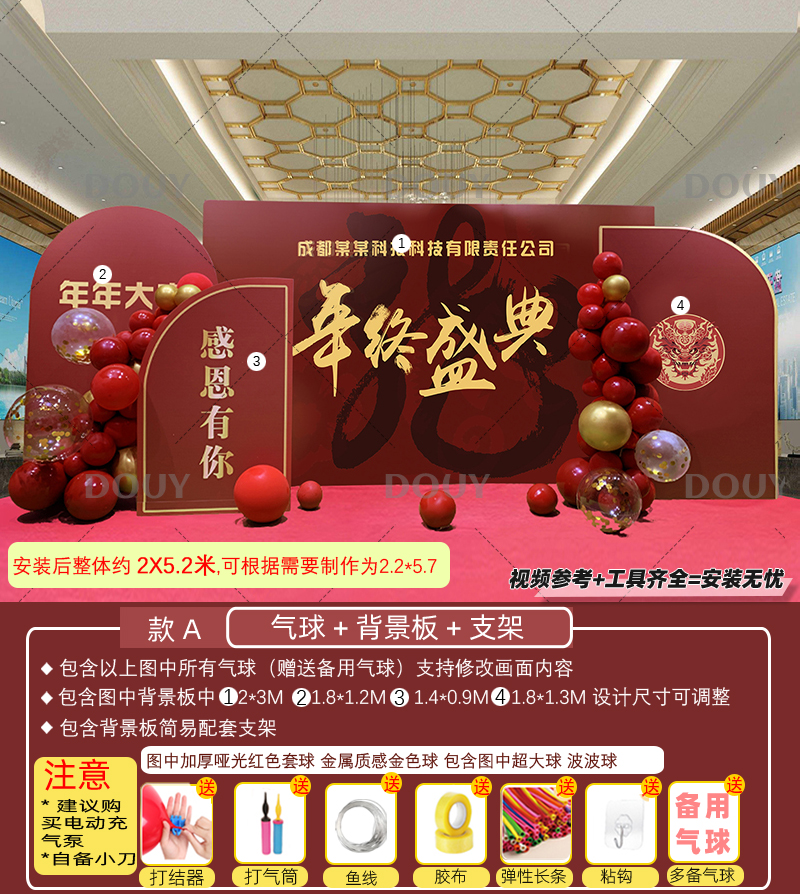 DOUY DOUY DOUY
成都某某科技科技有限责任公司
1
2
年年大
年终盛典
龙
感恩有你
3
4
DOUY DOUY DOUY
安装后整体约 2X5.2米,可根据需要制作为2.2*5.7
视频参考+工具齐全=安装无忧
款 A 气球 + 背景板 + 支架
◆ 包含以上图中所有气球（赠送备用气球）支持修改画面内容
◆ 包含图中背景板中 ①2*3M ②1.8*1.2M ③ 1.4*0.9M ④1.8*1.3M 设计尺寸可调整
◆ 包含背景板简易配套支架
图中加厚哑光红色套球 金属质感金色球 包含图中超大球 波波球
注意
* 建议购
买电动充
气泵
*自备小刀
送 送 送 送 送 送 送
备用
气球
打结器 打气筒 鱼线 胶布 弹性长条 粘钩 多备气球